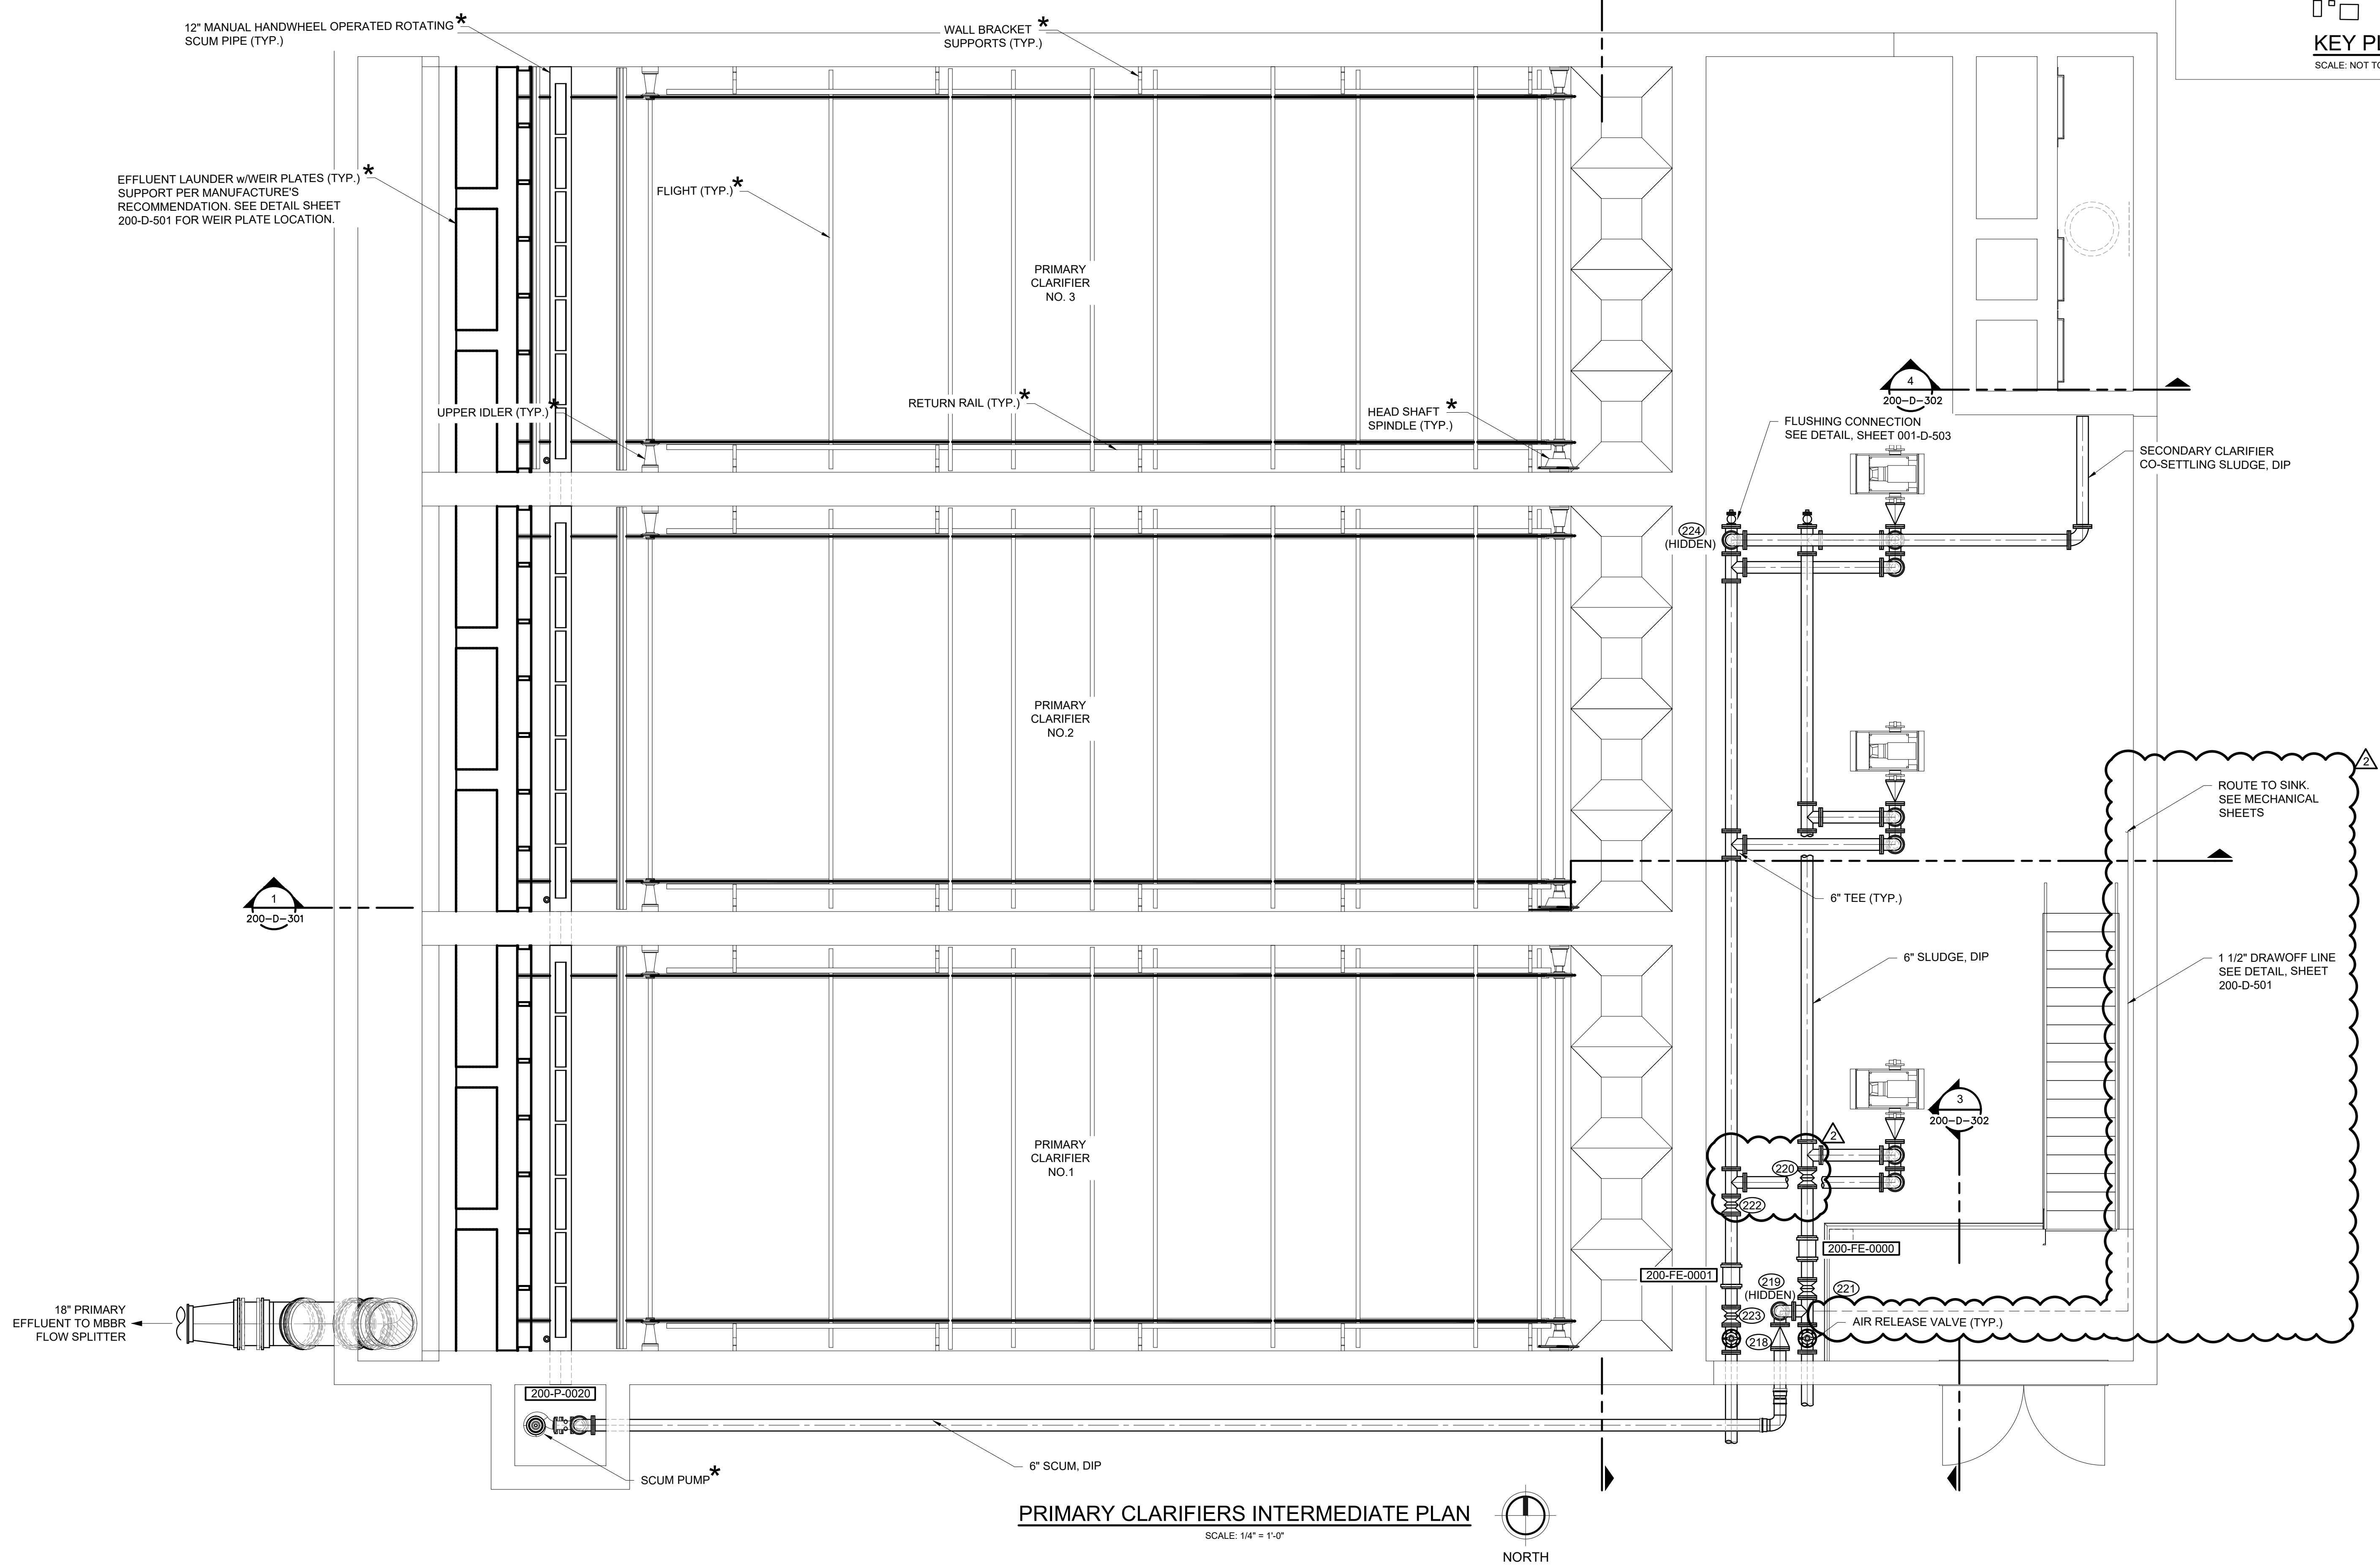 12" MANUAL HANDWHEEL OPERATED ROTATING *
SCUM PIPE (TYP.)
WALL BRACKET *
SUPPORTS (TYP.)
KEY
SCALE: NOT
EFFLUENT LAUNDER w/WEIR PLATES (TYP.) *
SUPPORT PER MANUFACTURE'S
RECOMMENDATION. SEE DETAIL SHEET
200-D-501 FOR WEIR PLATE LOCATION.
FLIGHT (TYP.) *
PRIMARY
CLARIFIER
NO. 3
UPPER IDLER (TYP.) *
RETURN RAIL (TYP.) *
HEAD SHAFT *
SPINDLE (TYP.)
4
200-D-302
FLUSHING CONNECTION
SEE DETAIL, SHEET 001-D-503
SECONDARY CLARIFIER
CO-SETTLING SLUDGE, DIP
224
(HIDDEN)
PRIMARY
CLARIFIER
NO.2
2
ROUTE TO SINK.
SEE MECHANICAL
SHEETS
1
200-D-301
6" TEE (TYP.)
6" SLUDGE, DIP
1 1/2" DRAWOFF LINE
SEE DETAIL, SHEET
200-D-501
PRIMARY
CLARIFIER
NO.1
3
200-D-302
2
220
222
200-FE-0000
200-FE-0001
219
(HIDDEN)
221
223
218
AIR RELEASE VALVE (TYP.)
18" PRIMARY
EFFLUENT TO MBBR
FLOW SPLITTER
200-P-0020
SCUM PUMP *
6" SCUM, DIP
PRIMARY CLARIFIERS INTERMEDIATE PLAN
SCALE: 1/4" = 1'-0"
NORTH